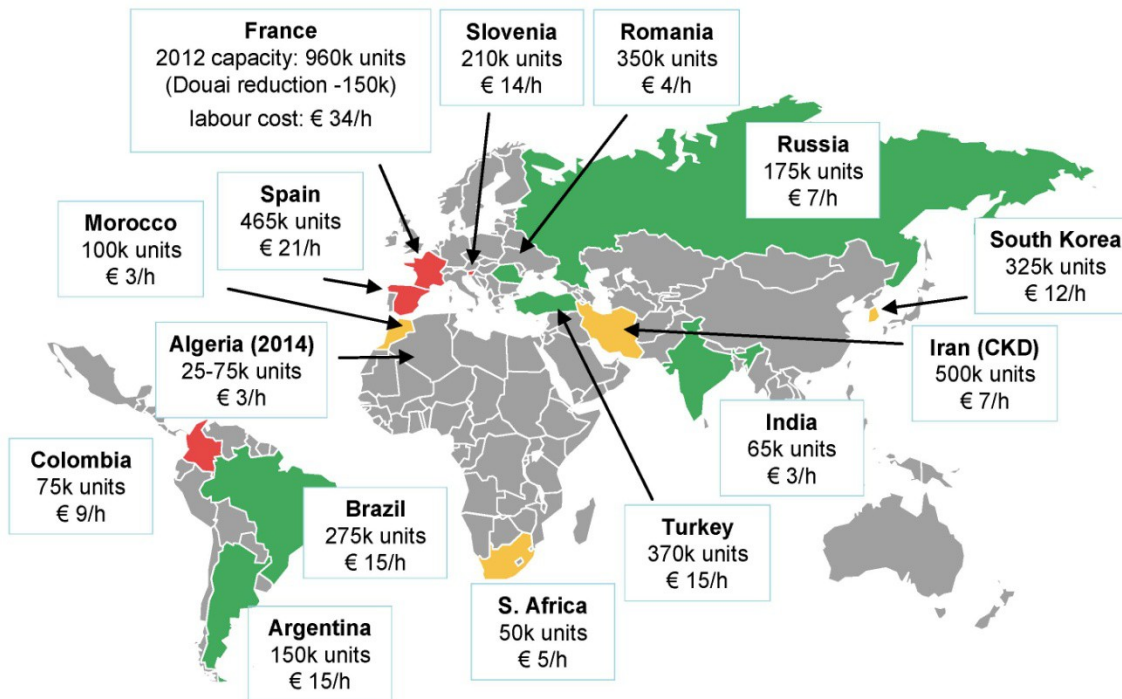 France
2012 capacity: 960k units
(Douai reduction -150k)
labour cost: € 34/h
Slovenia
210k units
€ 14/h
Romania
350k units
€ 4/h
Russia
175k units
€ 7/h
Spain
465k units
€ 21/h
Morocco
100k units
€ 3/h
South Korea
325k units
€ 12/h
Algeria (2014)
25-75k units
€ 3/h
Iran (CKD)
500k units
€ 7/h
India
65k units
€ 3/h
Colombia
75k units
€ 9/h
Brazil
275k units
€ 15/h
Turkey
370k units
€ 15/h
S. Africa
50k units
€ 5/h
Argentina
150k units
€ 15/h